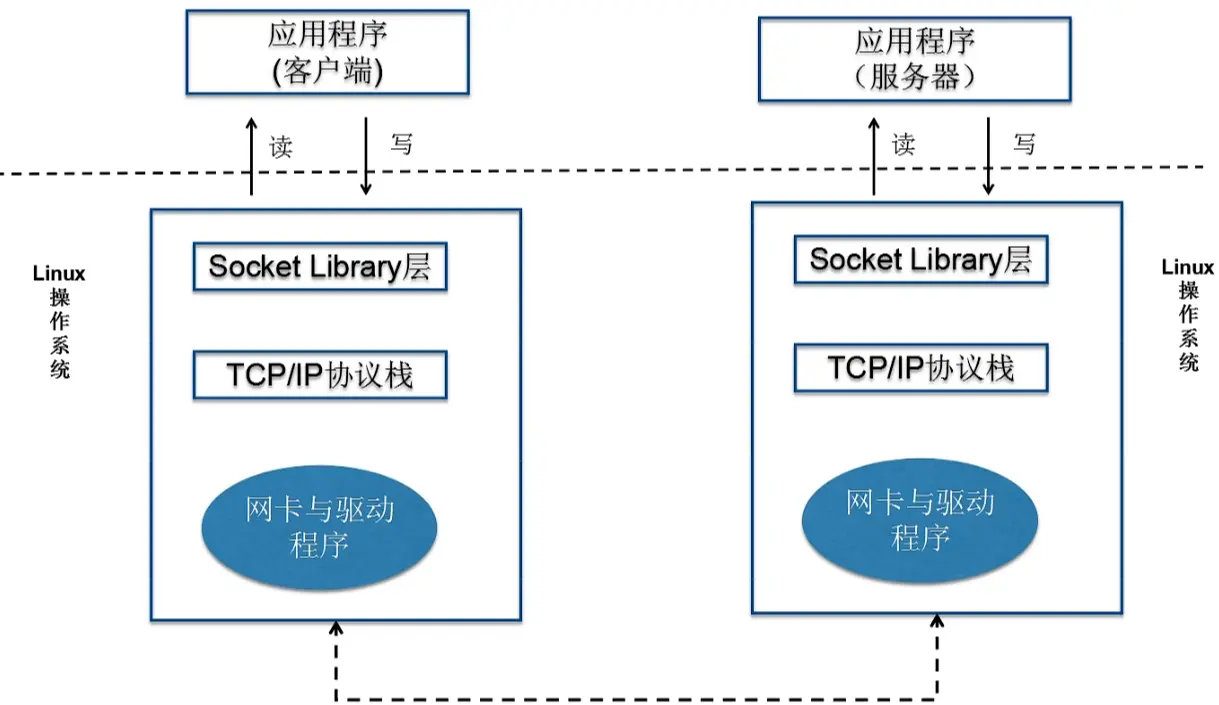 应用程序
(客户端)
读
写
Linux
操
作
系
统
Socket Library层
TCP/IP协议栈
网卡与驱动
程序
应用程序
（服务器）
读
写
Socket Library层
TCP/IP协议栈
网卡与驱动
程序
Linux
操
作
系
统